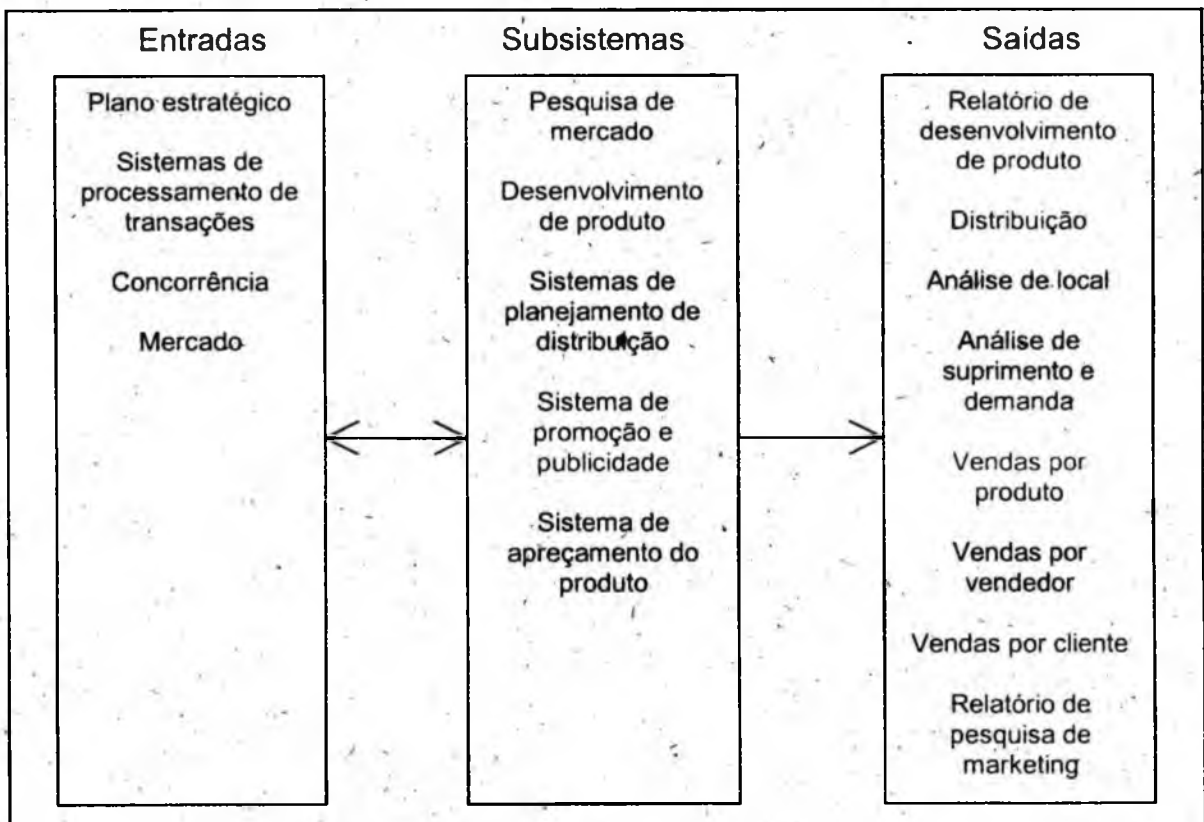 Entradas
Plano estratégico
Sistemas de
processamento de
transações
Concorrência
Mercado
Subsistemas
Pesquisa de
mercado
Desenvolvimento
de produto
Sistemas de
planejamento de
distribuição
Sistema de
promoção e
publicidade
Sistema de
apreçamento do
produto
Saídas
Relatório de
desenvolvimento
de produto
Distribuição
Análise de local
Análise de
suprimento e
demanda
Vendas por
produto
Vendas por
vendedor
Vendas por cliente
Relatório de
pesquisa de
marketing